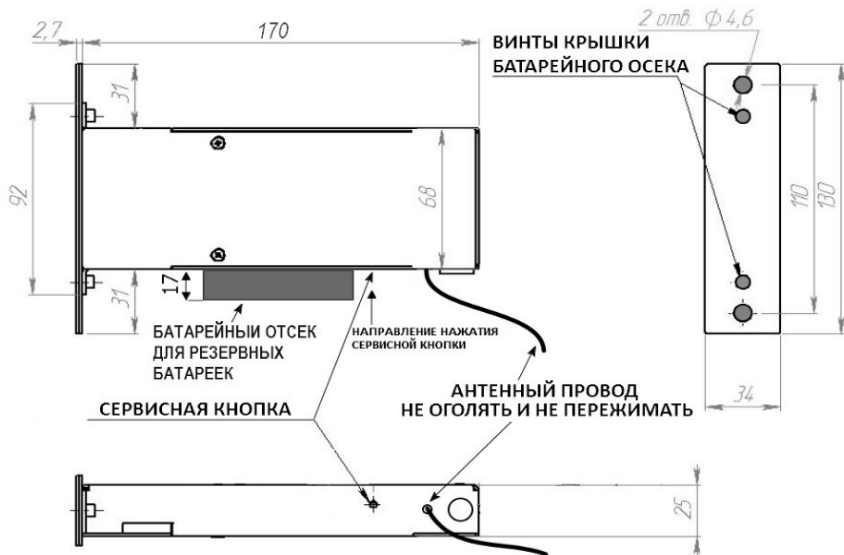 2,7
170
2 отв. Ф4,6
ВИНТЫ КРЫШКИ
БАТАРЕЙНОГО ОСЕКА
31
92
68
110
130
31
17
БАТАРЕЙНЫЙ ОТСЕК
ДЛЯ РЕЗЕРВНЫХ
БАТАРЕЕК
НАПРАВЛЕНИЕ НАЖАТИЯ
СЕРВИСНОЙ КНОПКИ
СЕРВИСНАЯ КНОПКА
АНТЕННЫЙ ПРОВОД
НЕ ОГОЛЯТЬ И НЕ ПЕРЕЖИМАТЬ
34
25